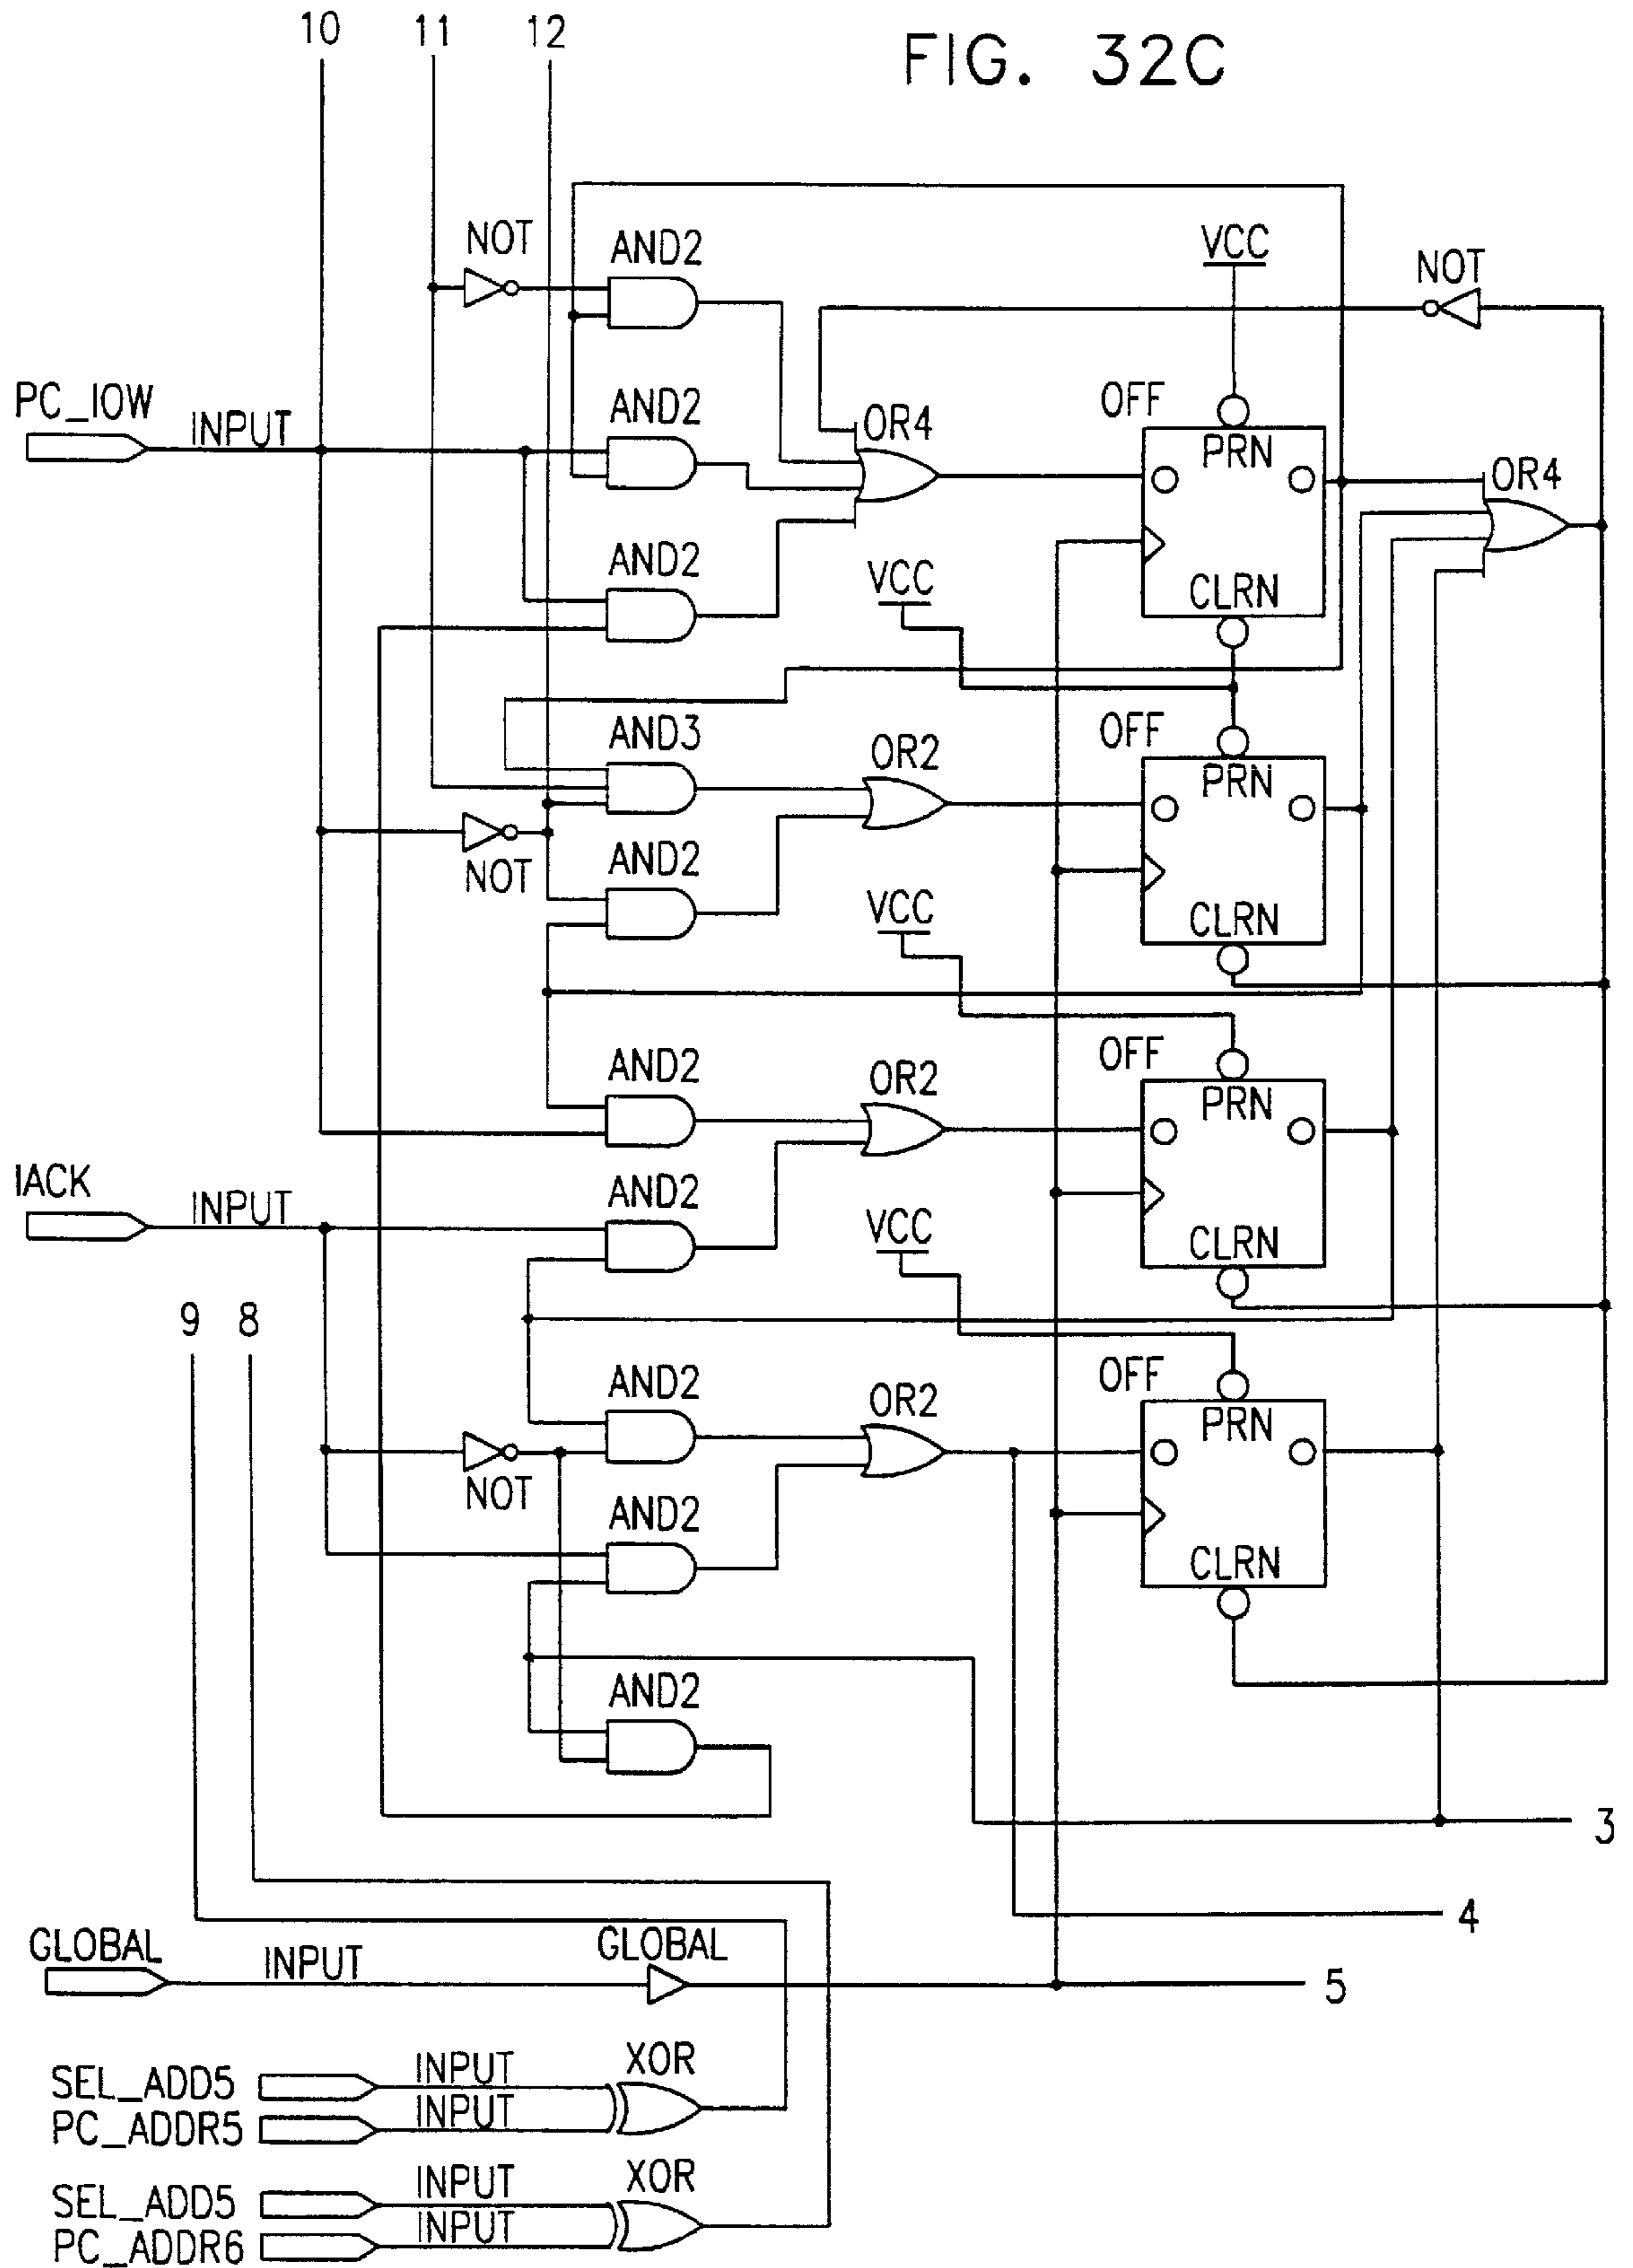 FIG. 32C
10 11 12
NOT AND2
VCC
NOT
PC_IOW INPUT
AND2
OR4
OFF
PRN
OR4
AND2
VCC
CLRN
AND3
OR2
OFF
PRN
NOT
AND2
VCC
CLRN
AND2
OR2
OFF
PRN
IACK INPUT
AND2
VCC
CLRN
9 8
AND2
OR2
OFF
PRN
NOT
AND2
CLRN
AND2
3
4
GLOBAL INPUT GLOBAL
5
SEL_ADD5 INPUT XOR
PC_ADDR5 INPUT
SEL_ADD5 INPUT XOR
PC_ADDR6 INPUT